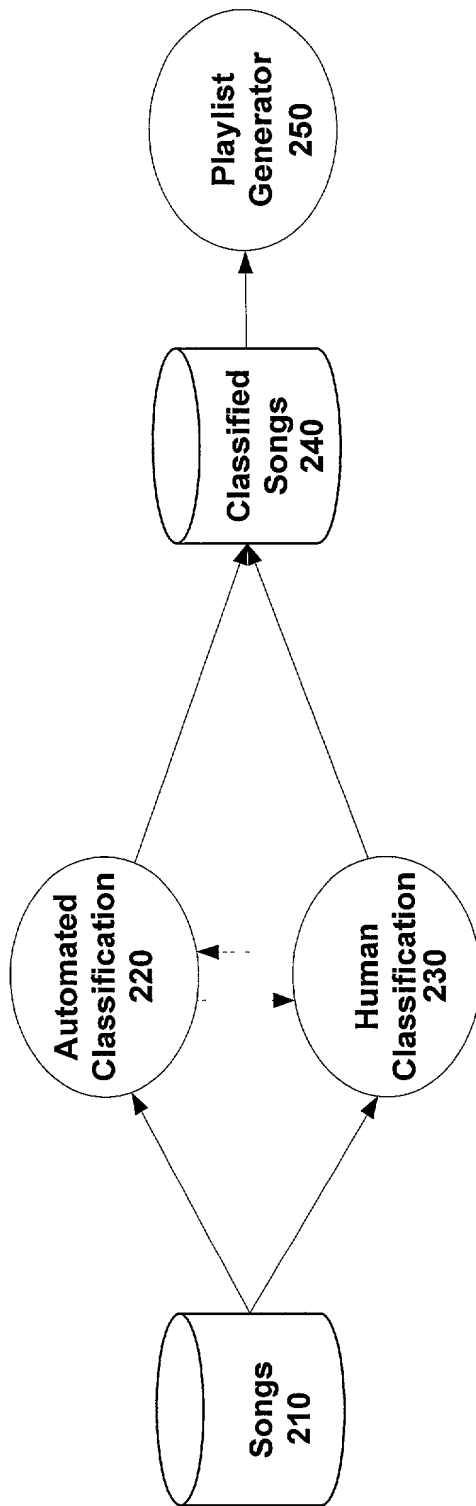 Songs
210
Automated
Classification
220
Human
Classification
230
Classified
Songs
240
Playlist
Generator
250